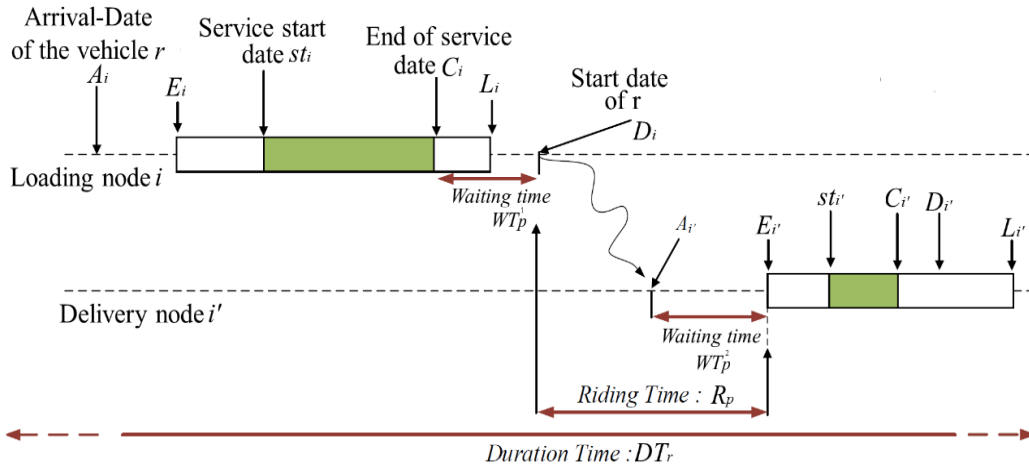 Arrival-Date
of the vehicle r
Ai
Service start
date sti
End of service
date Ci
Ei
Li
Start date
of r
Di
Loading node i
Waiting time
WTp1
Ai'
Ei'
sti'
Ci'
Di'
Li'
Delivery node i'
Waiting time
WTp2
Riding Time : Rp
Duration Time :DTr